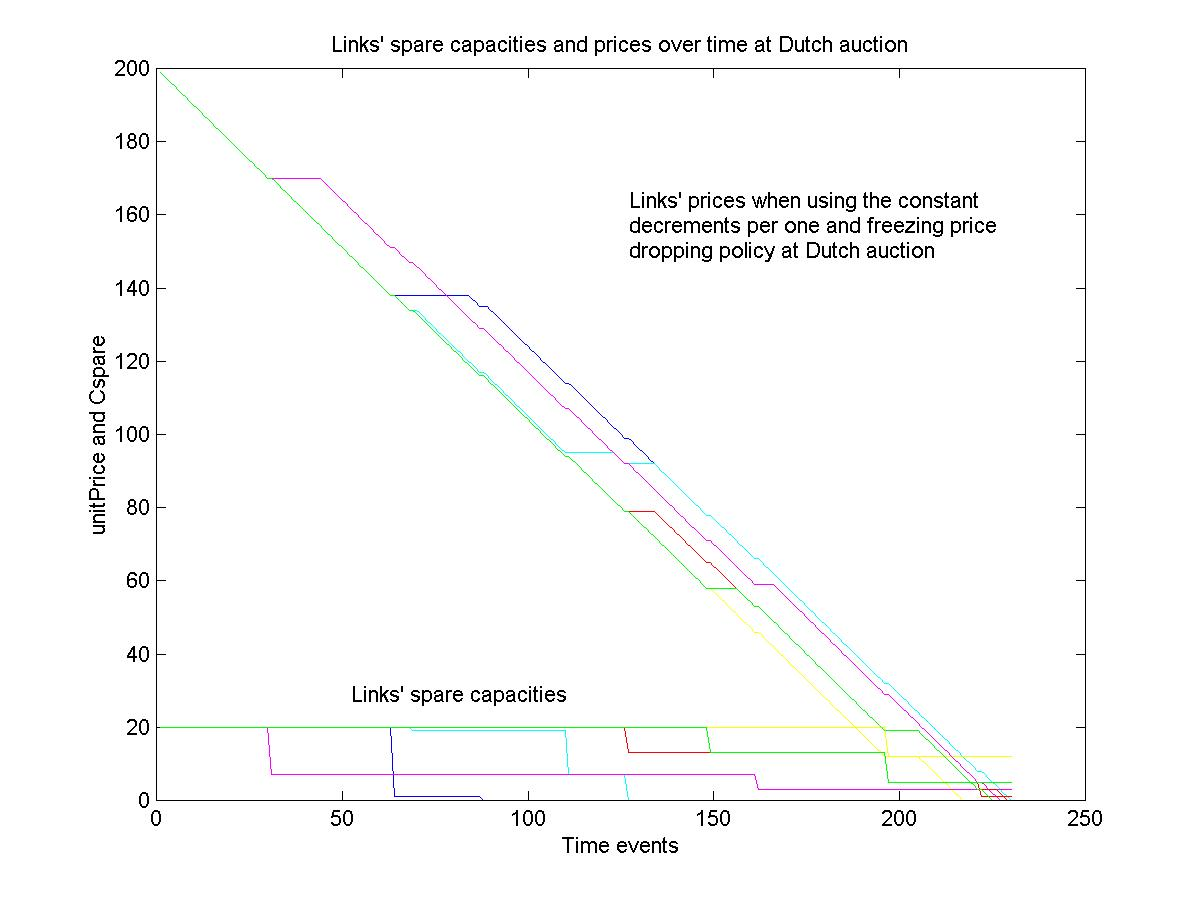 Links' spare capacities and prices over time at Dutch auction
200
180
160
140
120
100
80
60
40
20
0
unitPrice and Cspare
Links' prices when using the constant
decrements per one and freezing price
dropping policy at Dutch auction
Links' spare capacities
0 50 100 150 200 250
Time events